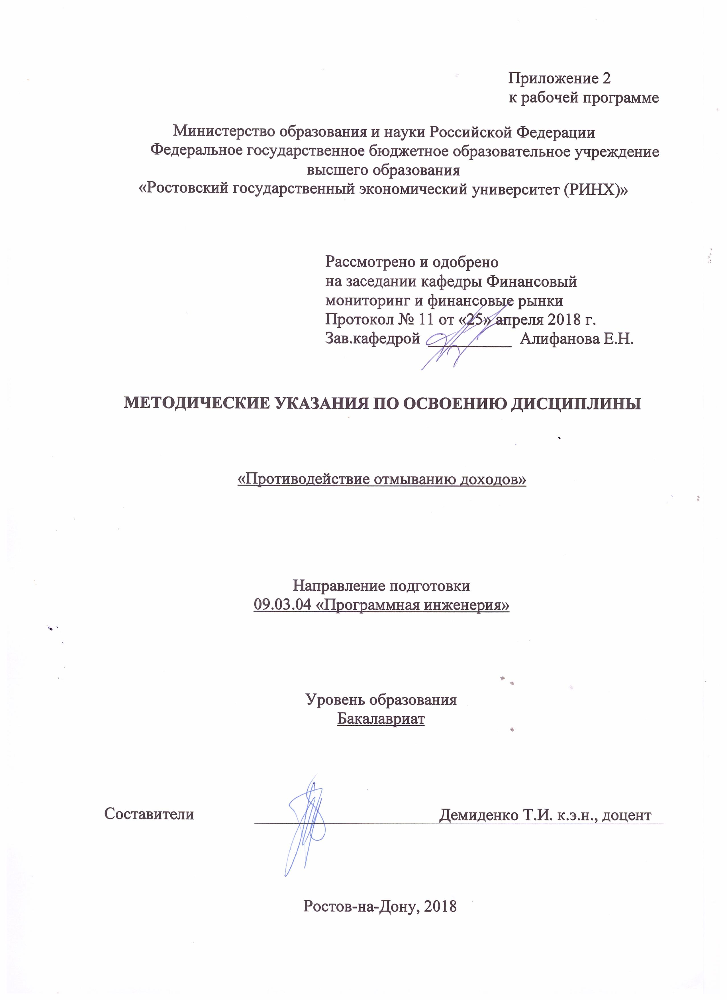 Приложение 2
к рабочей программе
Министерство образования и науки Российской Федерации
Федеральное государственное бюджетное образовательное учреждение
высшего образования
«Ростовский государственный экономический университет (РИНХ)»
Рассмотрено и одобрено
на заседании кафедры Финансовый
мониторинг и финансовые рынки
Протокол № 11 от «25» апреля 2018 г.
Зав.кафедрой __________ Алифанова Е.Н.
МЕТОДИЧЕСКИЕ УКАЗАНИЯ ПО ОСВОЕНИЮ ДИСЦИПЛИНЫ
«Противодействие отмыванию доходов»
Направление подготовки
09.03.04 «Программная инженерия»
Уровень образования
Бакалавриат
Составители Демиденко Т.И. к.э.н., доцент
Ростов-на-Дону, 2018